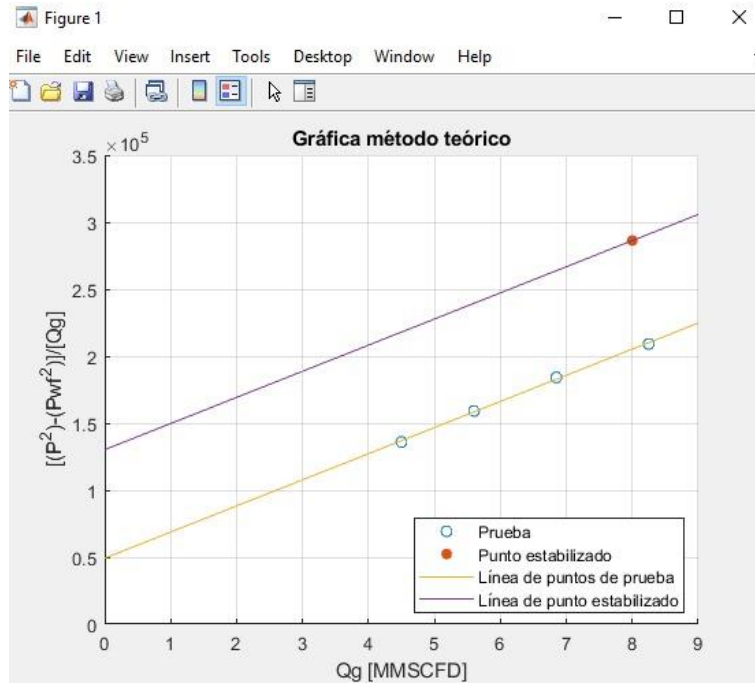 Figure 1
File Edit View Insert Tools Desktop Window Help
×10^5
Gráfica método teórico
3.5
3
2.5
2
1.5
1
0.5
0
[(P^2)-(Pwf^2)]/[Qg]
0 1 2 3 4 5 6 7 8 9
Qg [MMSCFD]
Prueba
Punto estabilizado
Línea de puntos de prueba
Línea de punto estabilizado